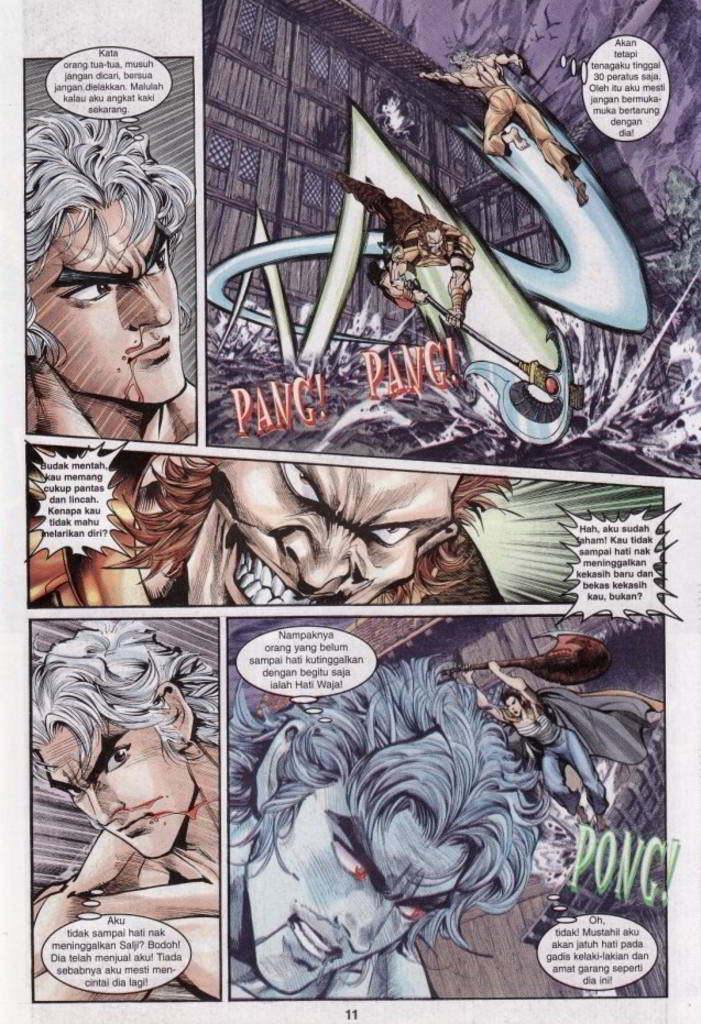 Kata
orang tua-tua, musuh
jangan dicari, bersua
jangan dielakkan. Malulah
kalau aku angkat kaki
sekarang.
Akan
tetapi
tenagaku tinggal
30 peratus saja.
Oleh itu aku mesti
jangan bermuka-
muka bertarung
dengan
dia!
PANG! PANG!
Budak mentah,
kau memang
cukup pantas
dan lincah.
Kenapa kau
tidak mahu
melarikan diri?
Hah, aku sudah
faham! Kau tidak
sampai hati nak
meninggalkan
kekasih baru dan
bekas kekasih
kau, bukan?
Aku
tidak sampai hati nak
meninggalkan Salji? Bodoh!
Dia telah menjual aku! Tiada
sebabnya aku mesti men-
cintai dia lagi!
Nampaknya
orang yang belum
sampai hati kutinggalkan
dengan begitu saja
ialah Hati Waja!
PONG!
Oh,
tidak! Mustahil aku
akan jatuh hati pada
gadis kelaki-lakian dan
amat garang seperti
dia ini!
11